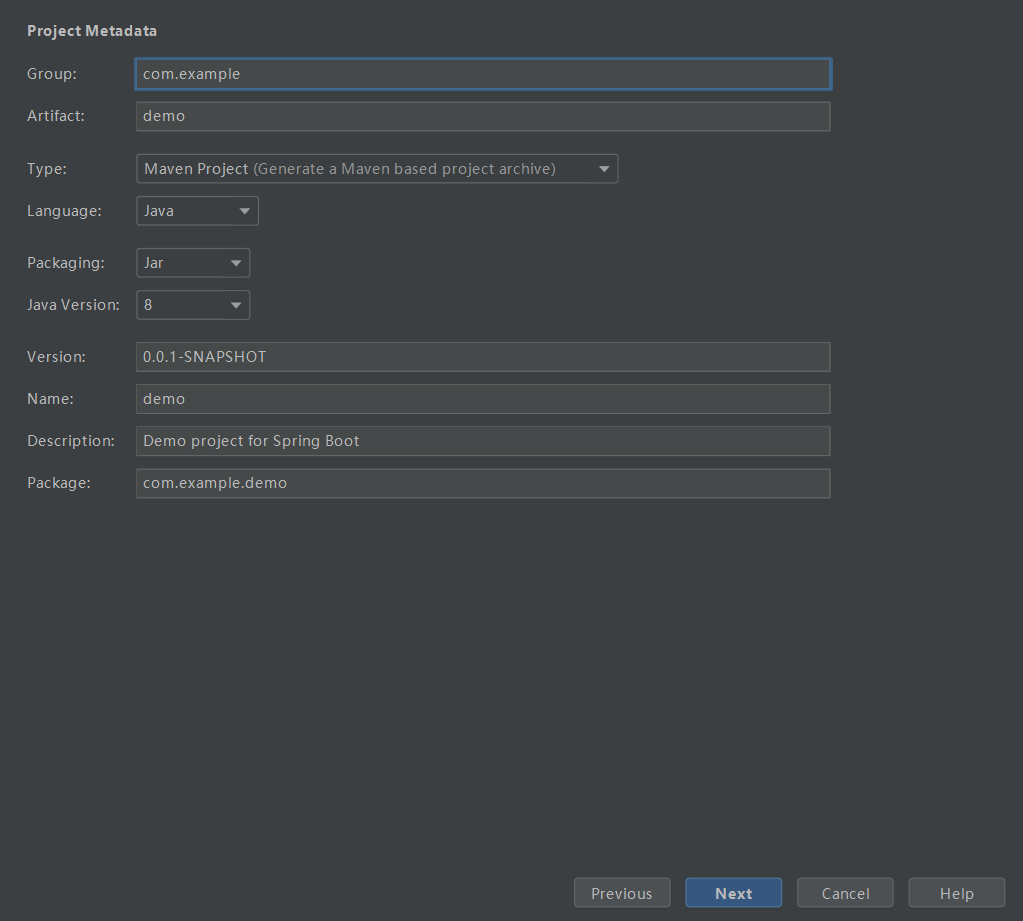 Project Metadata
Group: com.example
Artifact: demo
Type: Maven Project (Generate a Maven based project archive)
Language: Java
Packaging: Jar
Java Version: 8
Version: 0.0.1-SNAPSHOT
Name: demo
Description: Demo project for Spring Boot
Package: com.example.demo
Previous Next Cancel Help